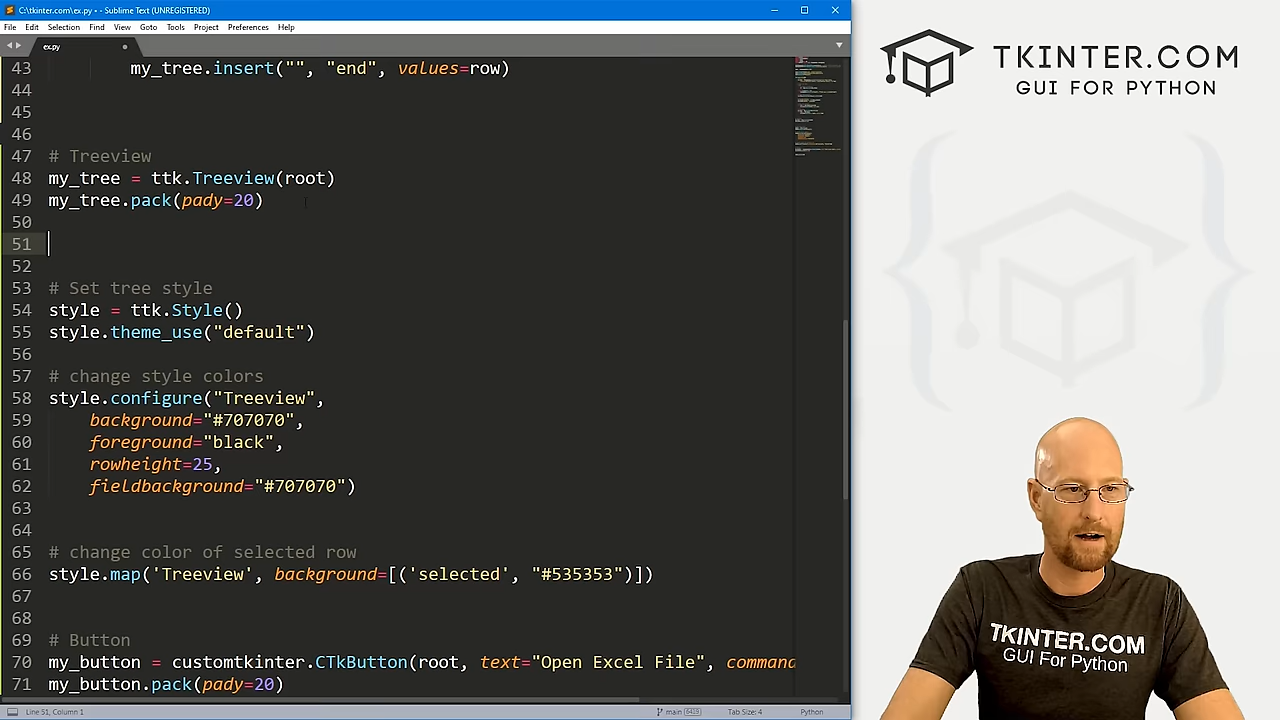 C:\tkinter.com\ex.py • - Sublime Text (UNREGISTERED)
File Edit Selection Find View Goto Tools Project Preferences Help
ex.py
43 my_tree.insert("", "end", values=row)
44
45
46
47 # Treeview
48 my_tree = ttk.Treeview(root)
49 my_tree.pack(pady=20)
50
51
52
53 # Set tree style
54 style = ttk.Style()
55 style.theme_use("default")
56
57 # change style colors
58 style.configure("Treeview",
59 background="#707070",
60 foreground="black",
61 rowheight=25,
62 fieldbackground="#707070")
63
64
65 # change color of selected row
66 style.map('Treeview', background=[('selected', "#535353")])
67
68
69 # Button
70 my_button = customtkinter.CTkButton(root, text="Open Excel File", command
71 my_button.pack(pady=20)
Line 51, Column 1 main 6419 Tab Size: 4 Python
TKINTER.COM
GUI FOR PYTHON
TKINTER.COM
GUI For Python